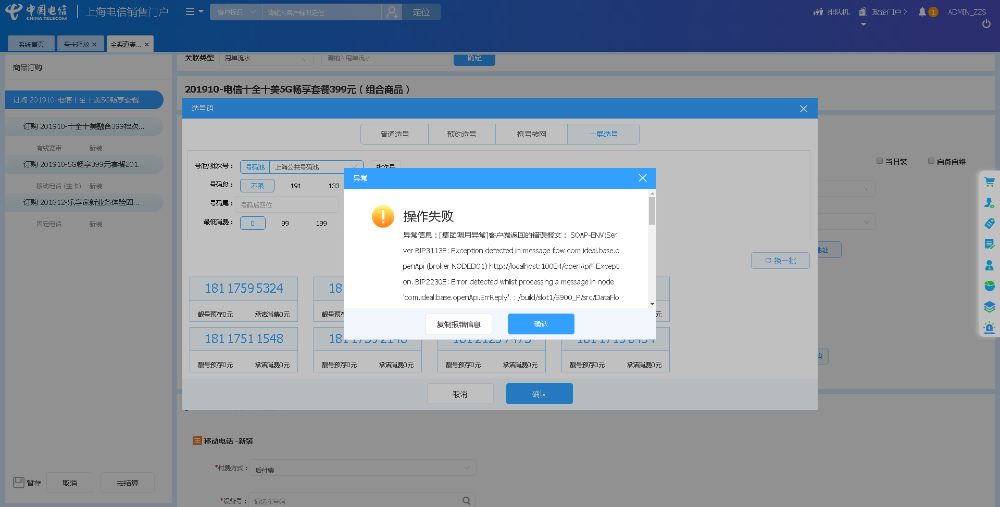 中国电信
CHINA TELECOM
上海电信销售门户
客户标识
请输入客户标识定位
定位
排队机
政企门户
1
ADMIN_ZZS
系统首页
号卡释放
全渠道穿...
商品订购
订购 201910-电信十全十美5G畅享套餐...
订购 201910-十全十美融合399档次...
有线宽带 新装
订购 201910-5G畅享399元套餐201...
移动电话 (主卡) 新装
订购 201612-乐享家新业务体验固...
固定电话 新装
暂存
取消
去结算
关联类型
甩单流水
请输入甩单流水
确定
201910-电信十全十美5G畅享套餐399元（组合商品）
当日装
自备自维
地址
购
选号码
普通选号
预约选号
携号转网
一屏选号
号池/批次号：
号码池
上海公共号码池
批次号
号码段：
不限
191
133
号码尾：
号码后四位
最低消费：
0
99
199
换一批
181 1759 5324
18
靓号预存0元 承诺消费0元
靓号预存
元
181 1751 1548
靓号预存0元 承诺消费0元
靓号预存0元 承诺消费0元
靓号预存0元 承诺消费0元
靓号预存0元 承诺消费0元
取消
确认
异常
操作失败
异常信息：[集团调用异常]客户端返回的错误报文： SOAP-ENV:Ser
ver BIP3113E: Exception detected in message flow com.ideal.base.o
penApi (broker NODED01) http://localhost:10084/openApi* Excepti
on. BIP2230E: Error detected whilst processing a message in node
'com.ideal.base.openApi.ErrReply'. : /build/slot1/S900_P/src/DataFlo
复制报错信息
确认
主
移动电话 -新装
*付费方式：
后付费
*设备号：
请选择号码